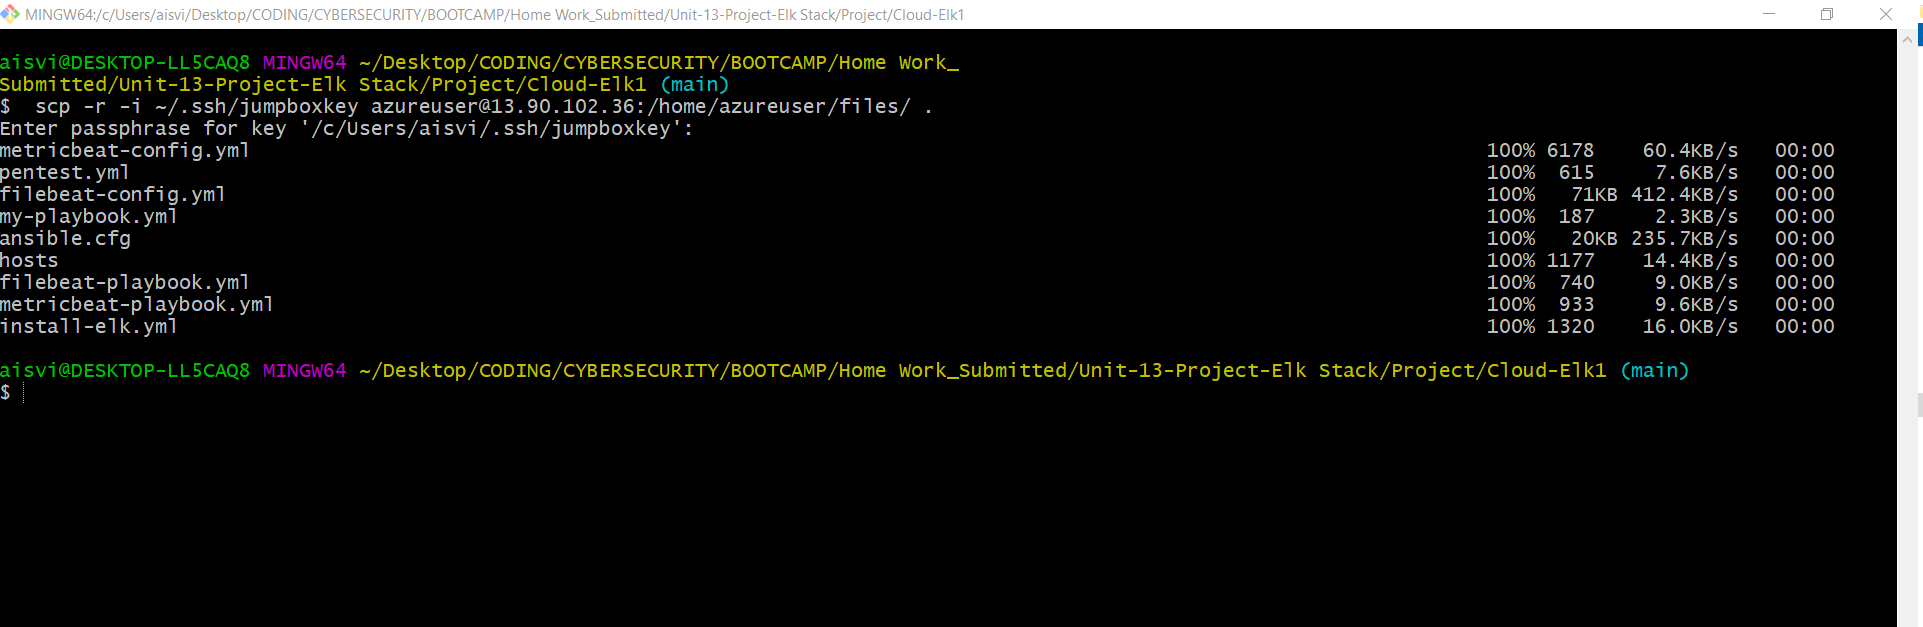 MINGW64:/c/Users/aisvi/Desktop/CODING/CYBERSECURITY/BOOTCAMP/Home Work_Submitted/Unit-13-Project-Elk Stack/Project/Cloud-Elk1
aisvi@DESKTOP-LL5CAQ8 MINGW64 ~/Desktop/CODING/CYBERSECURITY/BOOTCAMP/Home Work_
Submitted/Unit-13-Project-Elk Stack/Project/Cloud-Elk1 (main)
$  scp -r -i ~/.ssh/jumpboxkey azureuser@13.90.102.36:/home/azureuser/files/ .
Enter passphrase for key '/c/Users/aisvi/.ssh/jumpboxkey':
metricbeat-config.yml 100% 6178 60.4KB/s 00:00
pentest.yml 100% 615 7.6KB/s 00:00
filebeat-config.yml 100% 71KB 412.4KB/s 00:00
my-playbook.yml 100% 187 2.3KB/s 00:00
ansible.cfg 100% 20KB 235.7KB/s 00:00
hosts 100% 1177 14.4KB/s 00:00
filebeat-playbook.yml 100% 740 9.0KB/s 00:00
metricbeat-playbook.yml 100% 933 9.6KB/s 00:00
install-elk.yml 100% 1320 16.0KB/s 00:00
aisvi@DESKTOP-LL5CAQ8 MINGW64 ~/Desktop/CODING/CYBERSECURITY/BOOTCAMP/Home Work_Submitted/Unit-13-Project-Elk Stack/Project/Cloud-Elk1 (main)
$